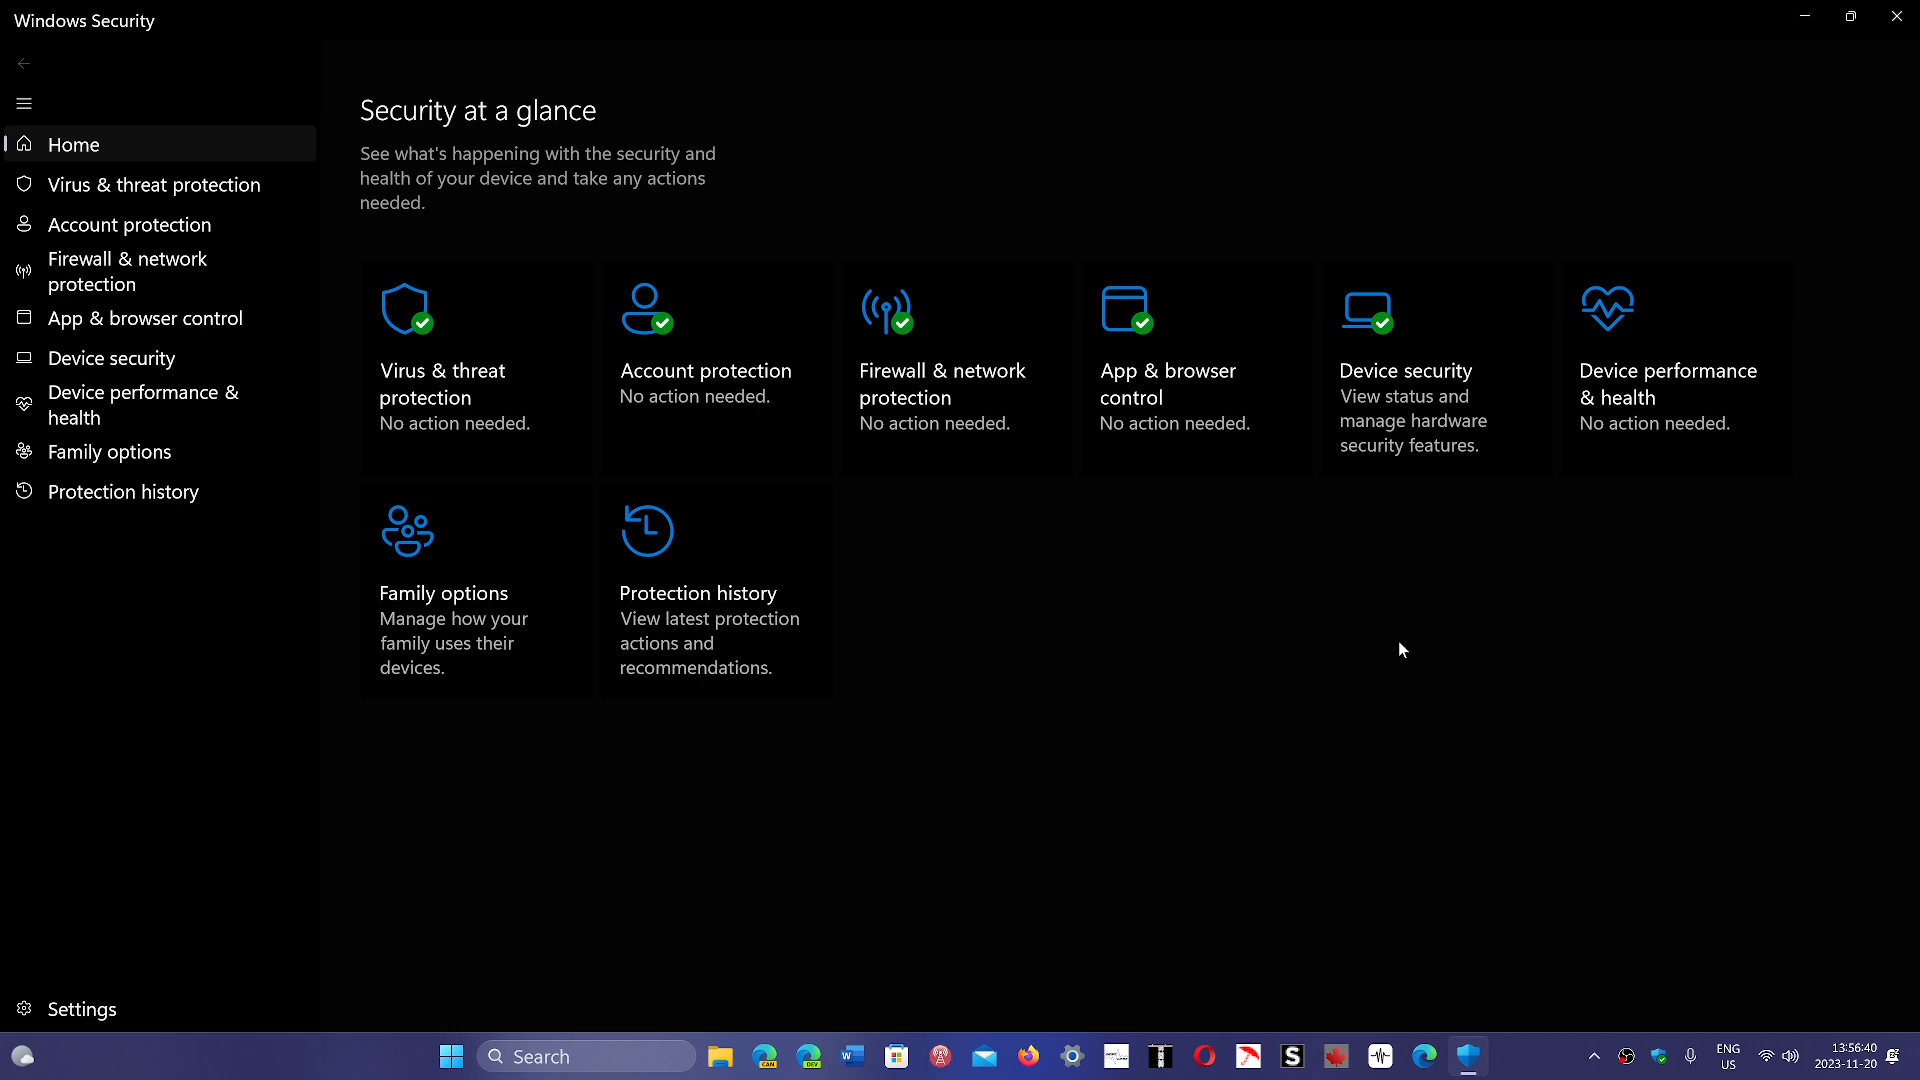 Windows Security
Home
Virus & threat protection
Account protection
Firewall & network
protection
App & browser control
Device security
Device performance &
health
Family options
Protection history
Settings
Security at a glance
See what's happening with the security and
health of your device and take any actions
needed.
Virus & threat
protection
No action needed.
Account protection
No action needed.
Firewall & network
protection
No action needed.
App & browser
control
No action needed.
Device security
View status and
manage hardware
security features.
Device performance
& health
No action needed.
Family options
Manage how your
family uses their
devices.
Protection history
View latest protection
actions and
recommendations.
Search
CAN
DEV
W
S
ENG
US
13:56:40
2023-11-20